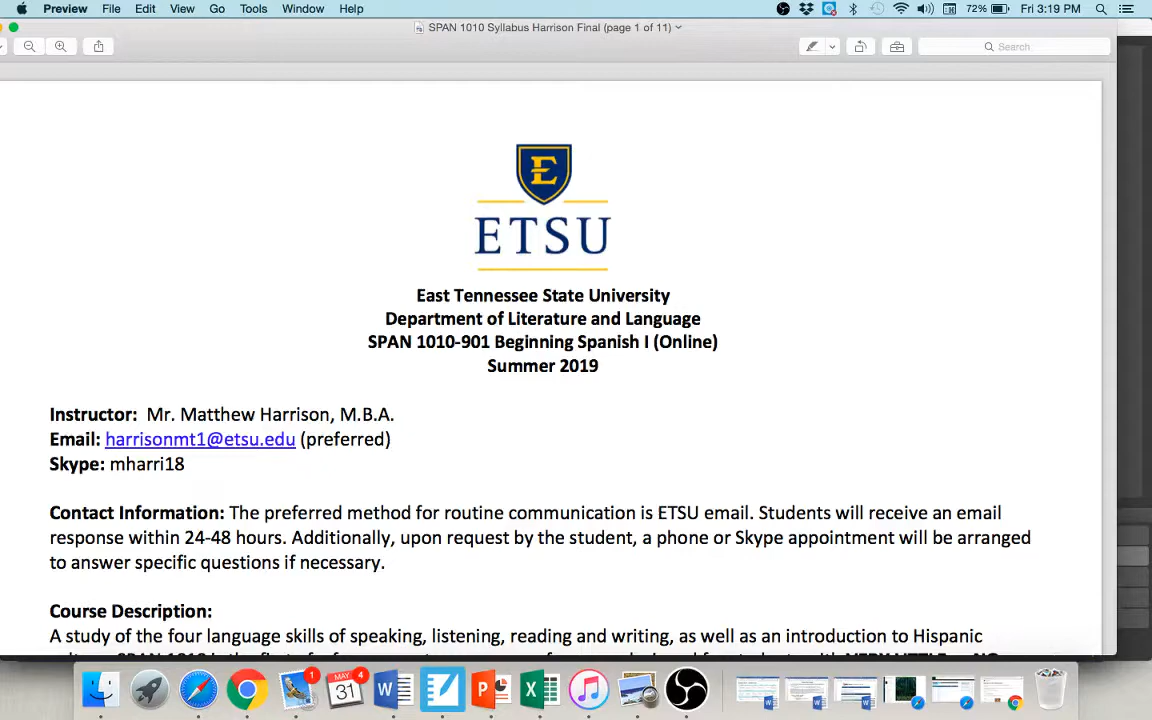 Preview File Edit View Go Tools Window Help 72% Fri 3:19 PM
SPAN 1010 Syllabus Harrison Final (page 1 of 11)
Search
E
ETSU
East Tennessee State University
Department of Literature and Language
SPAN 1010-901 Beginning Spanish I (Online)
Summer 2019
Instructor: Mr. Matthew Harrison, M.B.A.
Email: harrisonmt1@etsu.edu (preferred)
Skype: mharri18
Contact Information: The preferred method for routine communication is ETSU email. Students will receive an email
response within 24-48 hours. Additionally, upon request by the student, a phone or Skype appointment will be arranged
to answer specific questions if necessary.
Course Description:
A study of the four language skills of speaking, listening, reading and writing, as well as an introduction to Hispanic
1 MAY 31 4